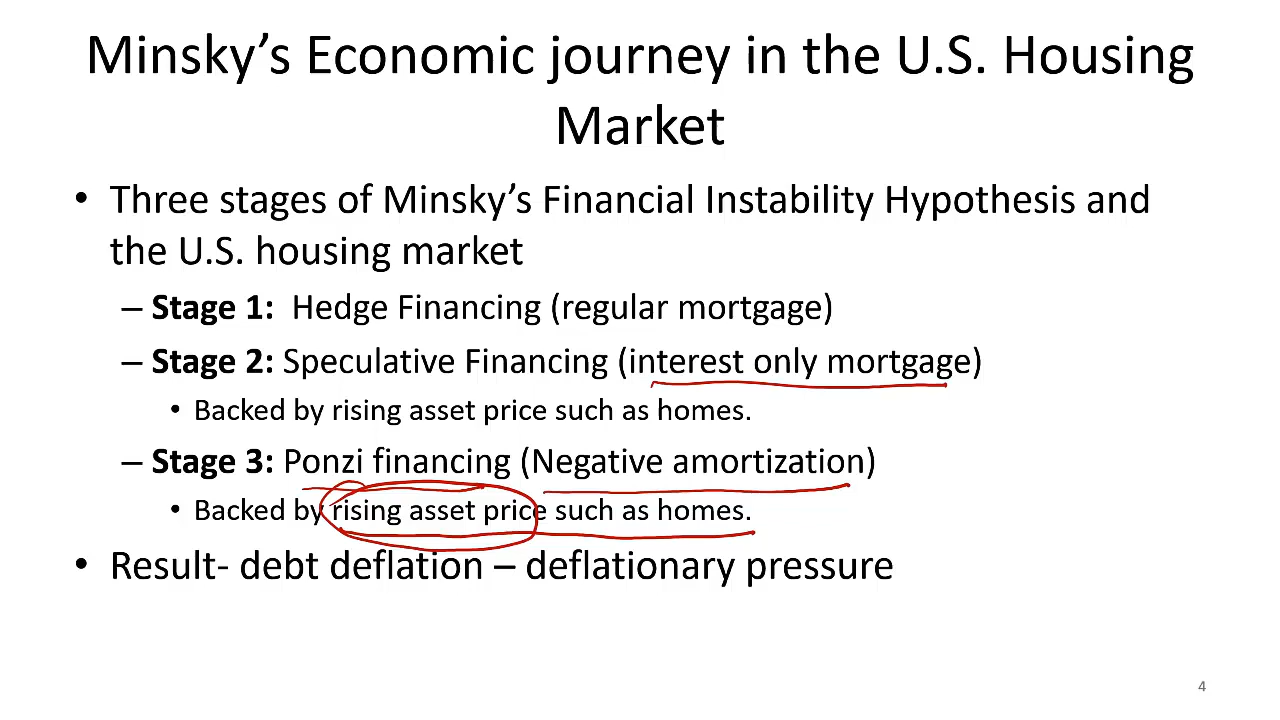 Minsky’s Economic journey in the U.S. Housing
Market
• Three stages of Minsky’s Financial Instability Hypothesis and
the U.S. housing market
– Stage 1:  Hedge Financing (regular mortgage)
– Stage 2: Speculative Financing (interest only mortgage)
• Backed by rising asset price such as homes.
– Stage 3: Ponzi financing (Negative amortization)
• Backed by rising asset price such as homes.
• Result- debt deflation – deflationary pressure
4